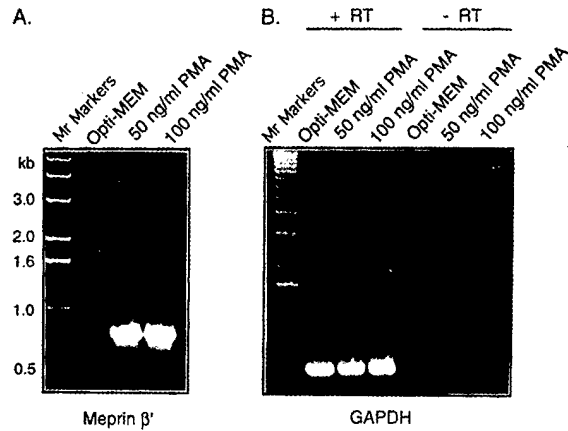 A.
Mr Markers
Opti-MEM
50 ng/ml PMA
100 ng/ml PMA
kb
3.0
2.0
1.6
1.0
0.5
Meprin β'
B.
+ RT
- RT
Mr Markers
Opti-MEM
50 ng/ml PMA
100 ng/ml PMA
Opti-MEM
50 ng/ml PMA
100 ng/ml PMA
GAPDH